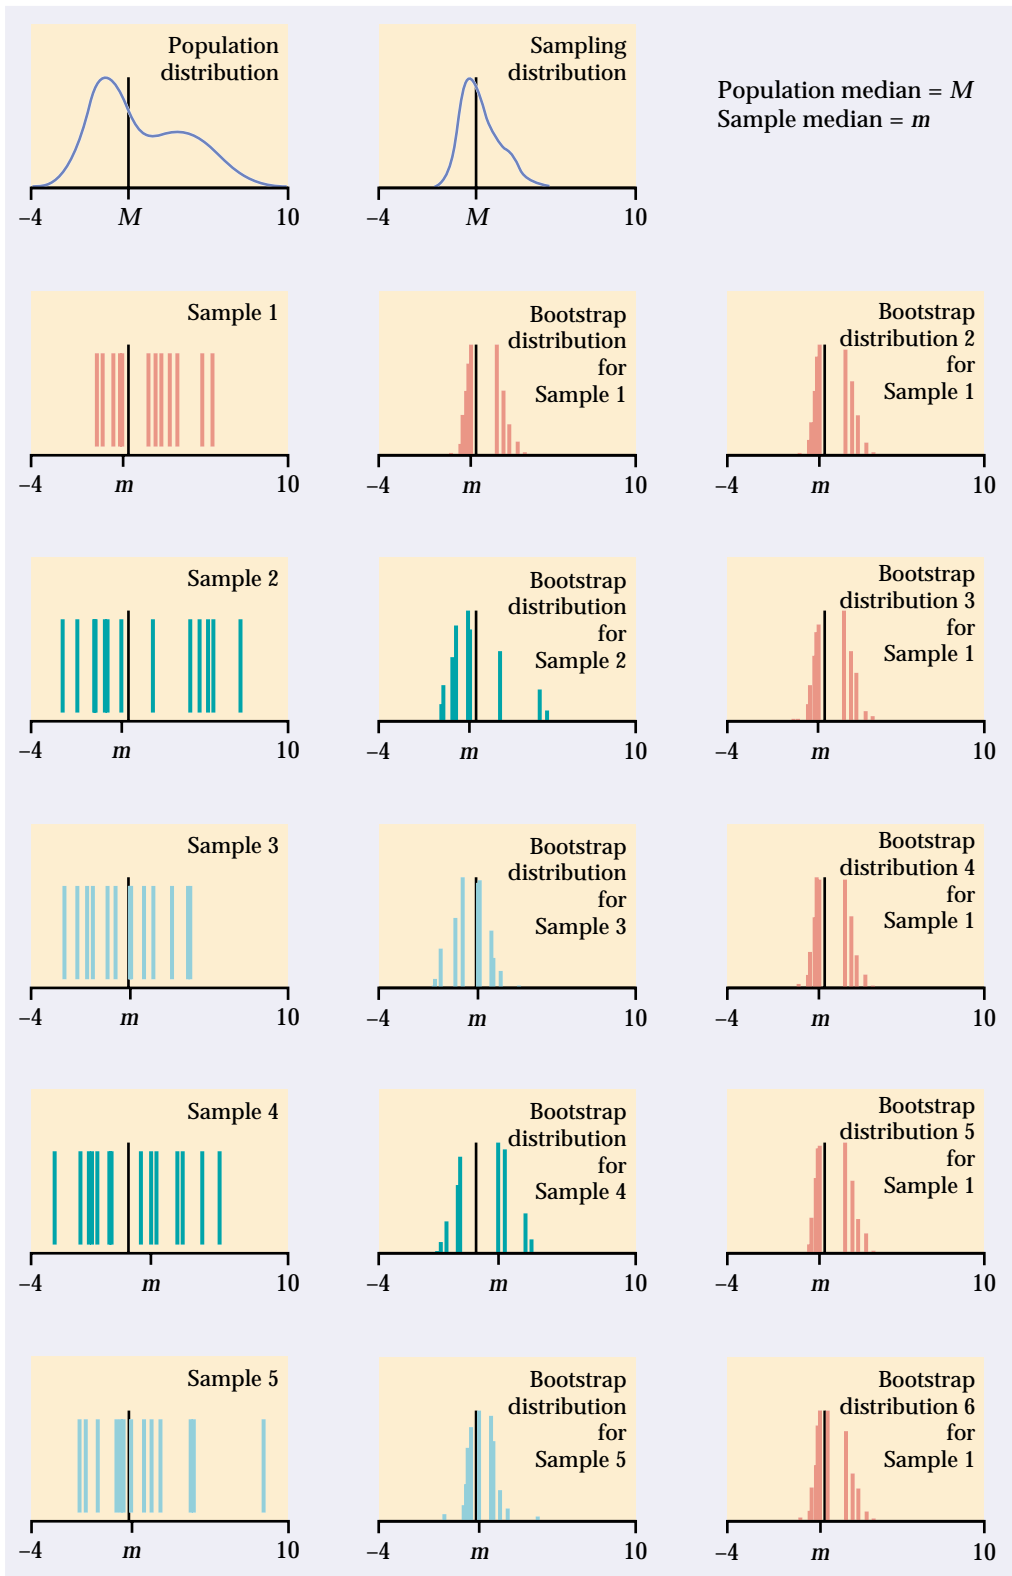 Population
distribution
–4
M
10
Sampling
distribution
–4
M
10
Population median = M
Sample median = m
Sample 1
–4
m
10
Bootstrap
distribution
for
Sample 1
–4
m
10
Bootstrap
distribution 2
for
Sample 1
–4
m
10
Sample 2
–4
m
10
Bootstrap
distribution
for
Sample 2
–4
m
10
Bootstrap
distribution 3
for
Sample 1
–4
m
10
Sample 3
–4
m
10
Bootstrap
distribution
for
Sample 3
–4
m
10
Bootstrap
distribution 4
for
Sample 1
–4
m
10
Sample 4
–4
m
10
Bootstrap
distribution
for
Sample 4
–4
m
10
Bootstrap
distribution 5
for
Sample 1
–4
m
10
Sample 5
–4
m
10
Bootstrap
distribution
for
Sample 5
–4
m
10
Bootstrap
distribution 6
for
Sample 1
–4
m
10